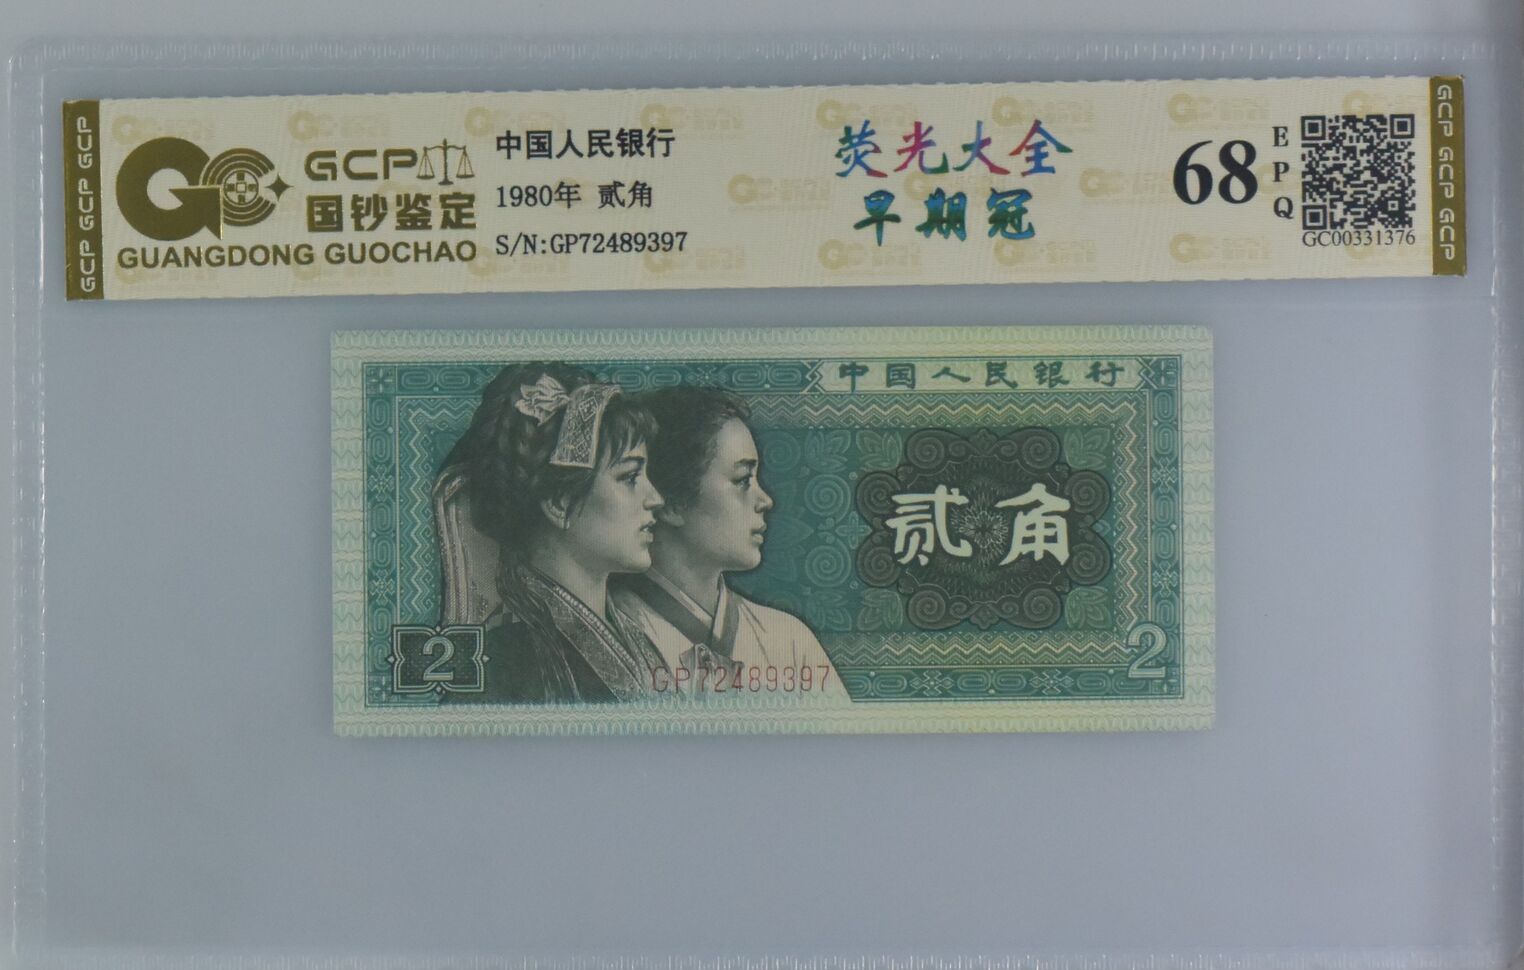 GCP
国钞鉴定
GUANGDONG GUOCHAO
中国人民银行
1980年 贰角
S/N:GP72489397
荧光大全
早期冠
68
EPQ
GC00331376
GCP GCP GCP
GCP GCP GCP
中国人民银行
贰角
2
2
GP72489397